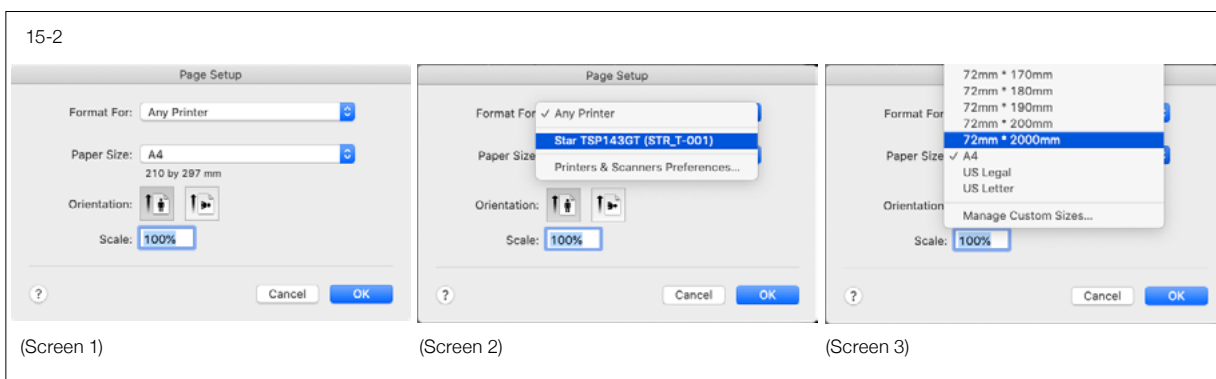 15-2
Page Setup
Format For: Any Printer
Paper Size: A4
210 by 297 mm
Orientation:
Scale: 100%
? Cancel OK
(Screen 1)
Page Setup
Format For ✓ Any Printer
Star TSP143GT (STR_T-001)
Paper Size
Printers & Scanners Preferences...
Orientation:
Scale: 100%
? Cancel OK
(Screen 2)
72mm * 170mm
72mm * 180mm
72mm * 190mm
Format For
72mm * 200mm
72mm * 2000mm
Paper Size ✓ A4
US Legal
US Letter
Orientation
Manage Custom Sizes...
Scale: 100%
? Cancel OK
(Screen 3)